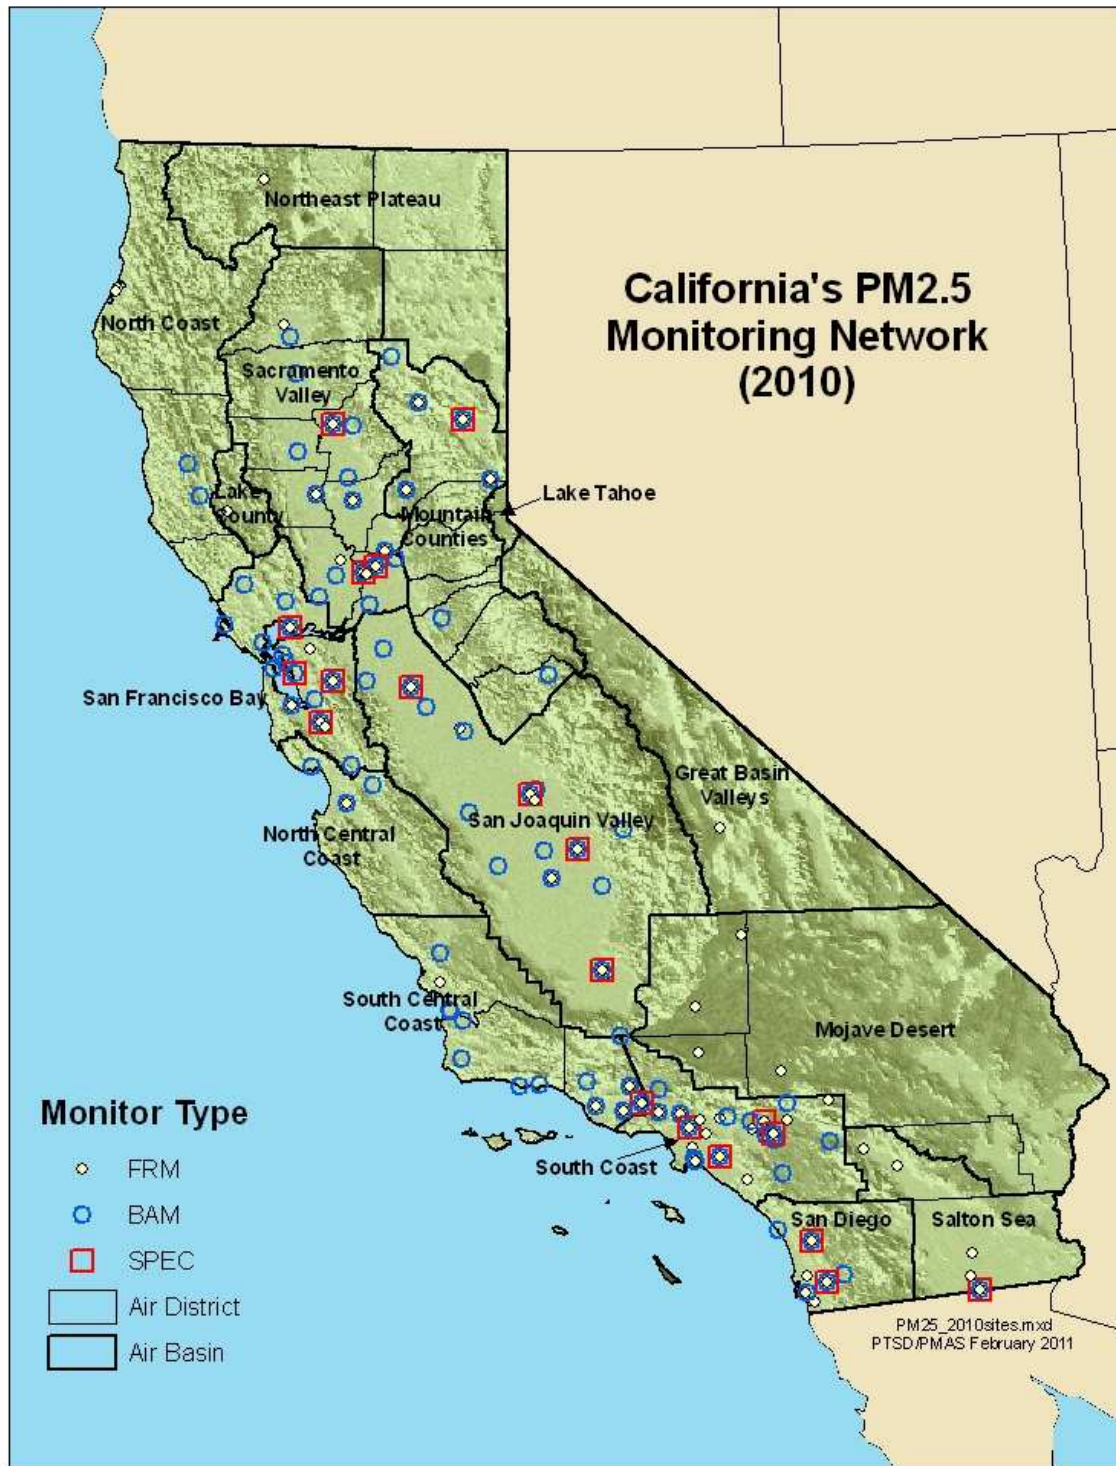 California's PM2.5
Monitoring Network
(2010)
Northeast Plateau
North Coast
Sacramento
Valley
Lake
County
Lake Tahoe
Mountain
Counties
San Francisco Bay
Great Basin
Valleys
San Joaquin Valley
North Central
Coast
South Central
Coast
Mojave Desert
South Coast
San Diego
Salton Sea
Monitor Type
FRM
BAM
SPEC
Air District
Air Basin
PM25_2010sites.mxd
PTSD/PMAS February 2011